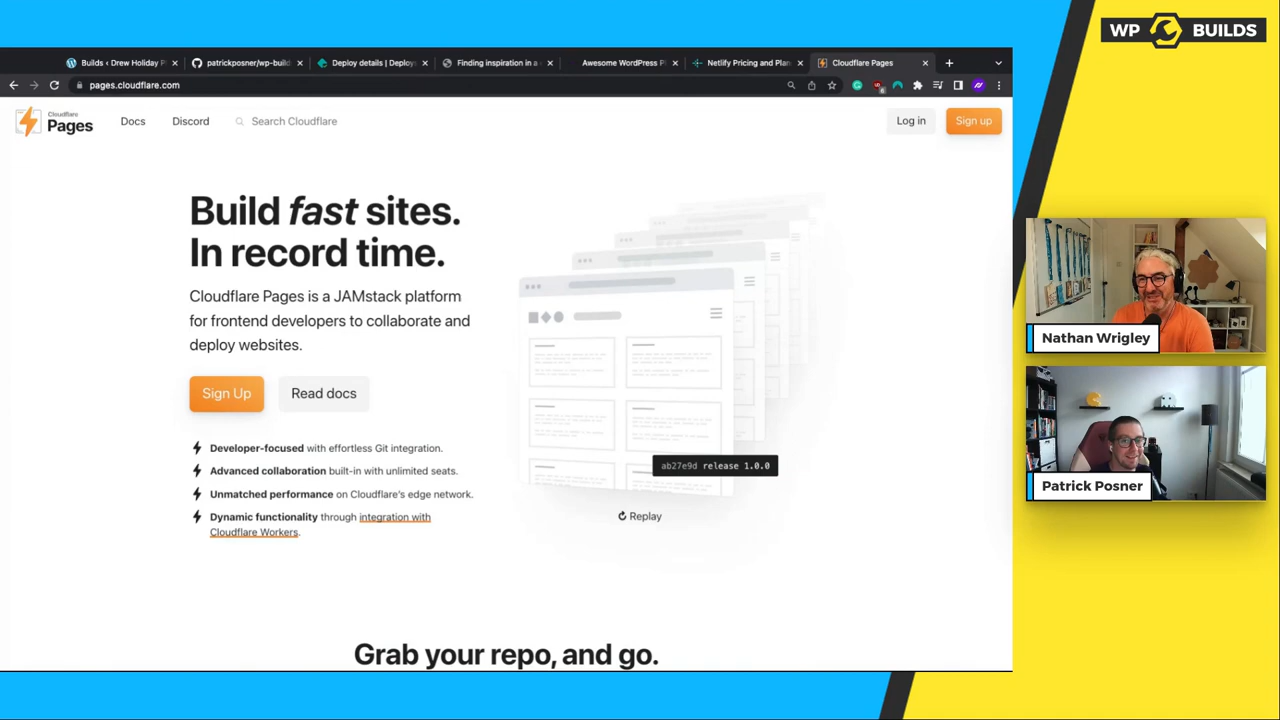 WP BUILDS
Builds ‹ Drew Holiday P
patrickposner/wp-build
Deploy details | Deploy
Finding inspiration in a
Awesome WordPress P
Netlify Pricing and Plan
Cloudflare Pages
pages.cloudflare.com
Cloudflare
Pages
Docs
Discord
Search Cloudflare
Log in
Sign up
Build fast sites.
In record time.
Cloudflare Pages is a JAMstack platform
for frontend developers to collaborate and
deploy websites.
Sign Up
Read docs
Developer-focused with effortless Git integration.
Advanced collaboration built-in with unlimited seats.
Unmatched performance on Cloudflare's edge network.
Dynamic functionality through integration with
Cloudflare Workers.
ab27e9d release 1.0.0
Replay
Grab your repo, and go.
Nathan Wrigley
Patrick Posner